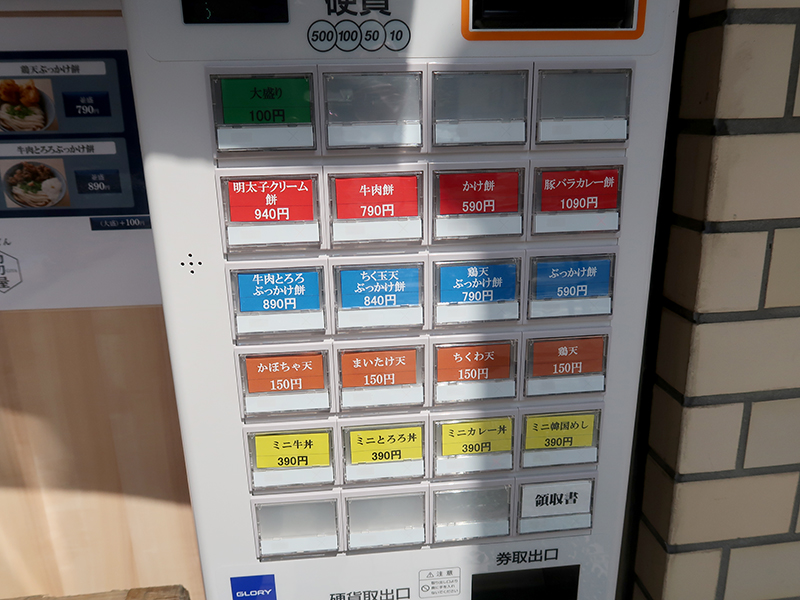 硬貨
500 100 50 10
鶏天ぶっかけ餅
並盛
790円
牛肉とろろぶっかけ餅
並盛
890円
(大盛)+100円
大盛り
100円
明太子クリーム
餅
940円
牛肉餅
790円
かけ餅
590円
豚バラカレー餅
1090円
牛肉とろろ
ぶっかけ餅
890円
ちく玉天
ぶっかけ餅
840円
鶏天
ぶっかけ餅
790円
ぶっかけ餅
590円
かぼちゃ天
150円
まいたけ天
150円
ちくわ天
150円
鶏天
150円
ミニ牛丼
390円
ミニとろろ丼
390円
ミニカレー丼
390円
ミニ韓国めし
390円
領収書
券取出口
GLORY
硬貨取出口
注意